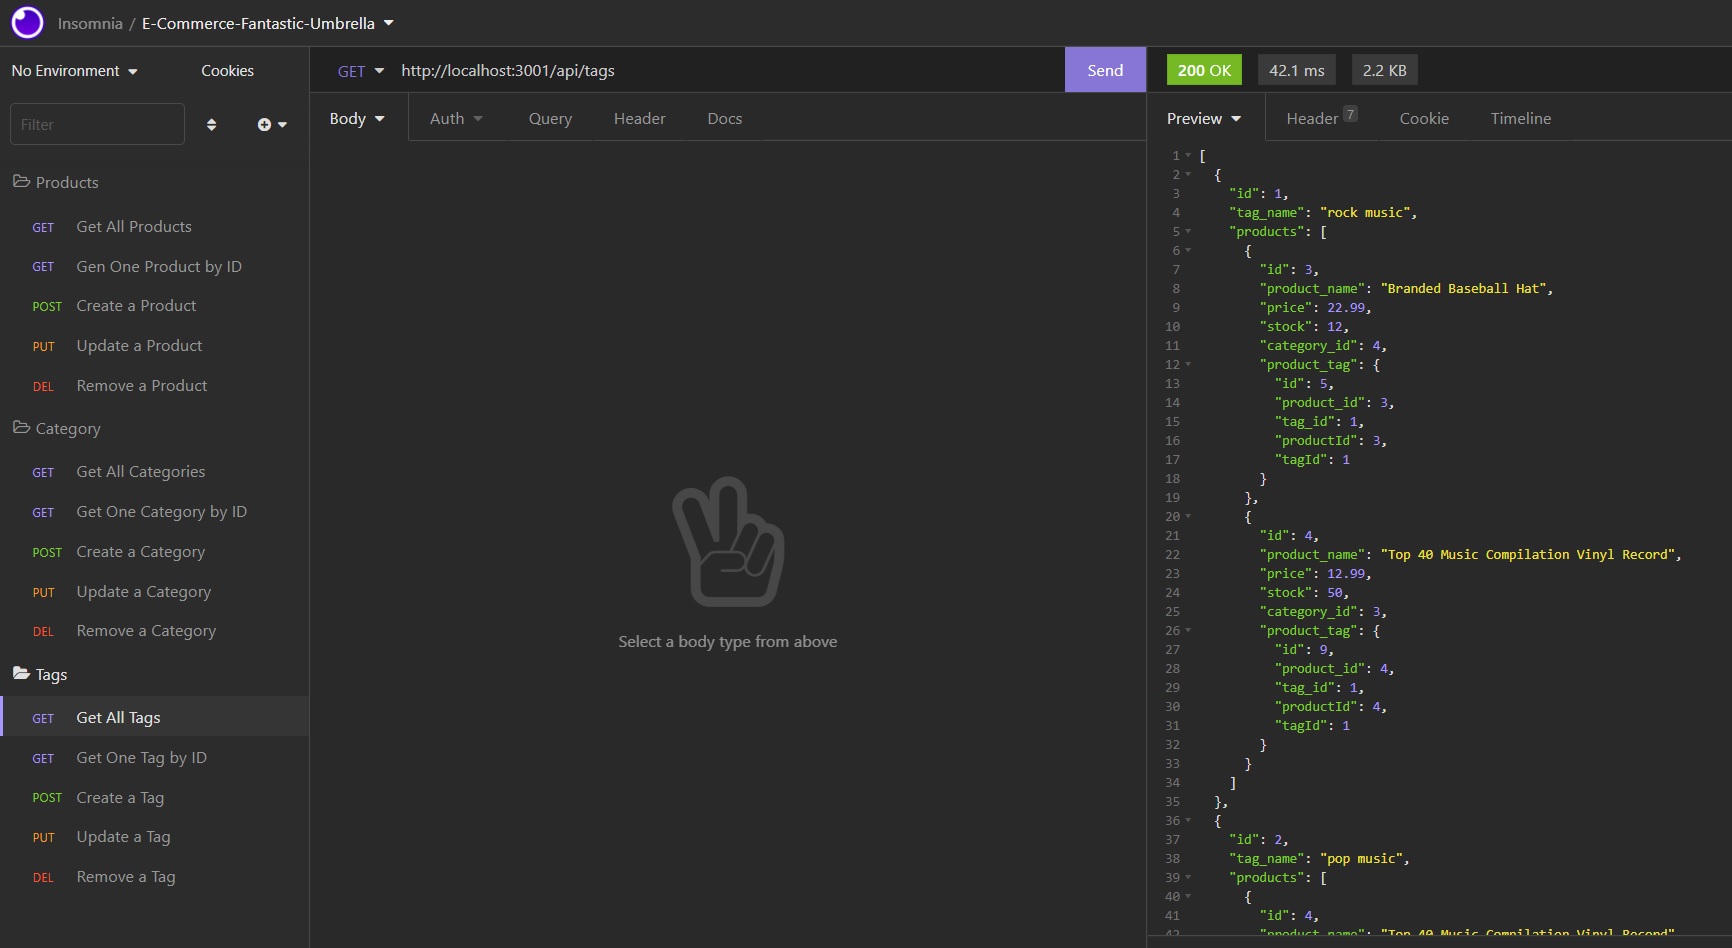 Insomnia / E-Commerce-Fantastic-Umbrella
No Environment
Cookies
Filter
Products
GET Get All Products
GET Gen One Product by ID
POST Create a Product
PUT Update a Product
DEL Remove a Product
Category
GET Get All Categories
GET Get One Category by ID
POST Create a Category
PUT Update a Category
DEL Remove a Category
Tags
GET Get All Tags
GET Get One Tag by ID
POST Create a Tag
PUT Update a Tag
DEL Remove a Tag
GET http://localhost:3001/api/tags Send
Body Auth Query Header Docs
Select a body type from above
200 OK 42.1 ms 2.2 KB
Preview Header 7 Cookie Timeline
1 [
2 {
3 "id": 1,
4 "tag_name": "rock music",
5 "products": [
6 {
7 "id": 3,
8 "product_name": "Branded Baseball Hat",
9 "price": 22.99,
10 "stock": 12,
11 "category_id": 4,
12 "product_tag": {
13 "id": 5,
14 "product_id": 3,
15 "tag_id": 1,
16 "productId": 3,
17 "tagId": 1
18 }
19 },
20 {
21 "id": 4,
22 "product_name": "Top 40 Music Compilation Vinyl Record",
23 "price": 12.99,
24 "stock": 50,
25 "category_id": 3,
26 "product_tag": {
27 "id": 9,
28 "product_id": 4,
29 "tag_id": 1,
30 "productId": 4,
31 "tagId": 1
32 }
33 }
34 ]
35 },
36 {
37 "id": 2,
38 "tag_name": "pop music",
39 "products": [
40 {
41 "id": 4,
42 "product_name": "Top 40 Music Compilation Vinyl Record"